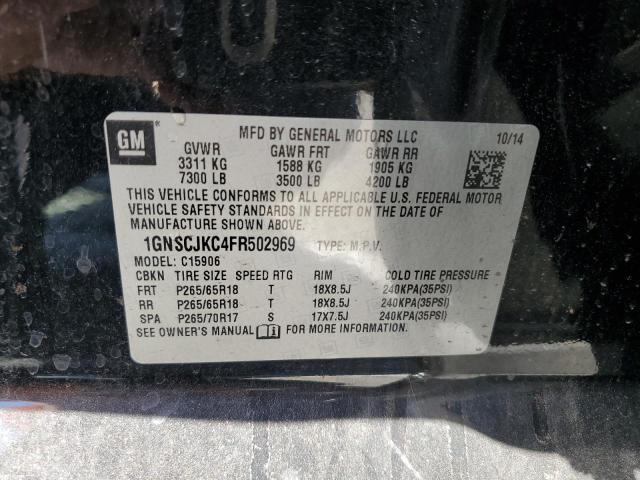 GM ®
MFD BY GENERAL MOTORS LLC 10/14
GVWR GAWR FRT GAWR RR
3311 KG 1588 KG 1905 KG
7300 LB 3500 LB 4200 LB
THIS VEHICLE CONFORMS TO ALL APPLICABLE U.S. FEDERAL MOTOR
VEHICLE SAFETY STANDARDS IN EFFECT ON THE DATE OF
MANUFACTURE SHOWN ABOVE.
1GNSCJKC4FR502969 TYPE: M.P.V.
MODEL: C15906
CBKN TIRE SIZE SPEED RTG RIM COLD TIRE PRESSURE
FRT P265/65R18 T 18X8.5J 240KPA(35PSI)
RR P265/65R18 T 18X8.5J 240KPA(35PSI)
SPA P265/70R17 S 17X7.5J 240KPA(35PSI)
SEE OWNER'S MANUAL FOR MORE INFORMATION.